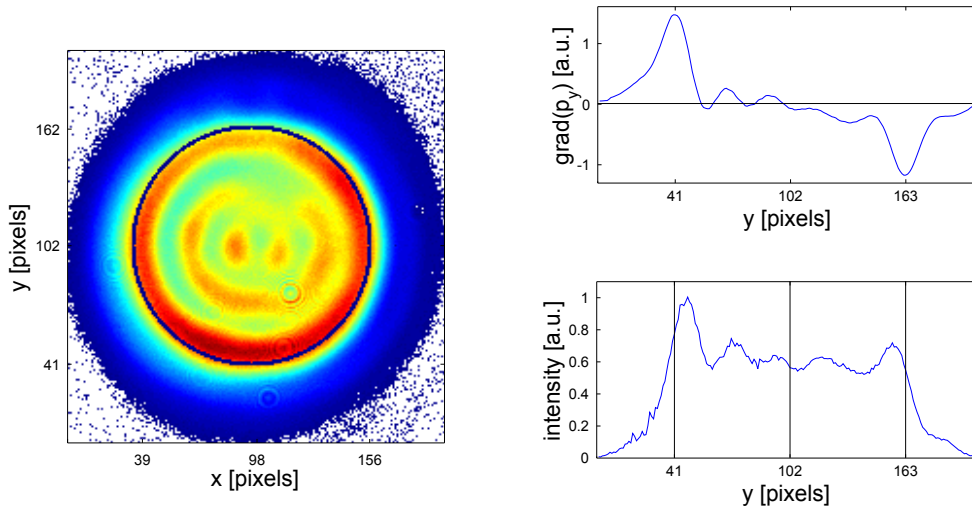 y [pixels]
162
102
41
39 98 156
x [pixels]
grad(p_y) [a.u.]
1
0
-1
41 102 163
y [pixels]
intensity [a.u.]
1
0.8
0.6
0.4
0.2
0
41 102 163
y [pixels]